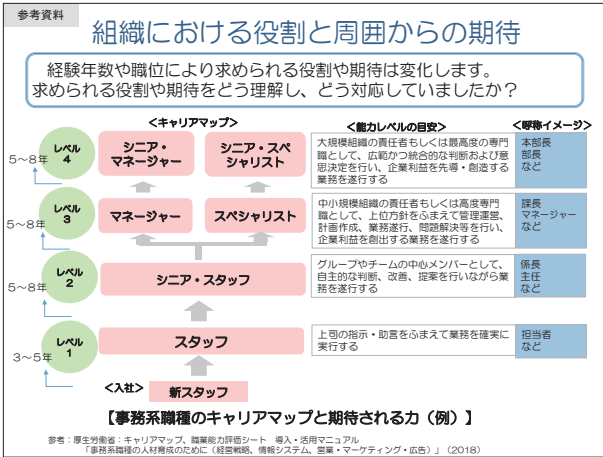 参考資料
組織における役割と周囲からの期待
経験年数や職位により求められる役割や期待は変化します。
求められる役割や期待をどう理解し、どう対応していましたか？
＜キャリアマップ＞
＜能力レベルの目安＞
＜呼称イメージ＞
レベル
4
シニア・
マネージャー
シニア・スペ
シャリスト
大規模組織の責任者もしくは最高度の専門
職として、広範かつ統合的な判断および意
思決定を行い、企業利益を先導・創造する
業務を遂行する
本部長
部長
など
5～8年
レベル
3
マネージャー
スペシャリスト
中小規模組織の責任者もしくは高度専門
職として、上位方針をふまえて管理運営、
計画作成、業務遂行、問題解決等を行い、
企業利益を創出する業務を遂行する
課長
マネージャー
など
5～8年
レベル
2
シニア・スタッフ
グループやチームの中心メンバーとして、
自主的な判断、改善、提案を行いながら業
務を遂行する
係長
主任
など
3～5年
レベル
1
スタッフ
上司の指示・助言をふまえて業務を確実に
実行する
担当者
など
＜入社＞
新スタッフ
【事務系職種のキャリアマップと期待される力（例）】
参考：厚生労働省：キャリアマップ、職業能力評価シート　導入・活用マニュアル
「事務系職種の人材育成のために（経営戦略、情報システム、営業・マーケティング・広告）」（2018）